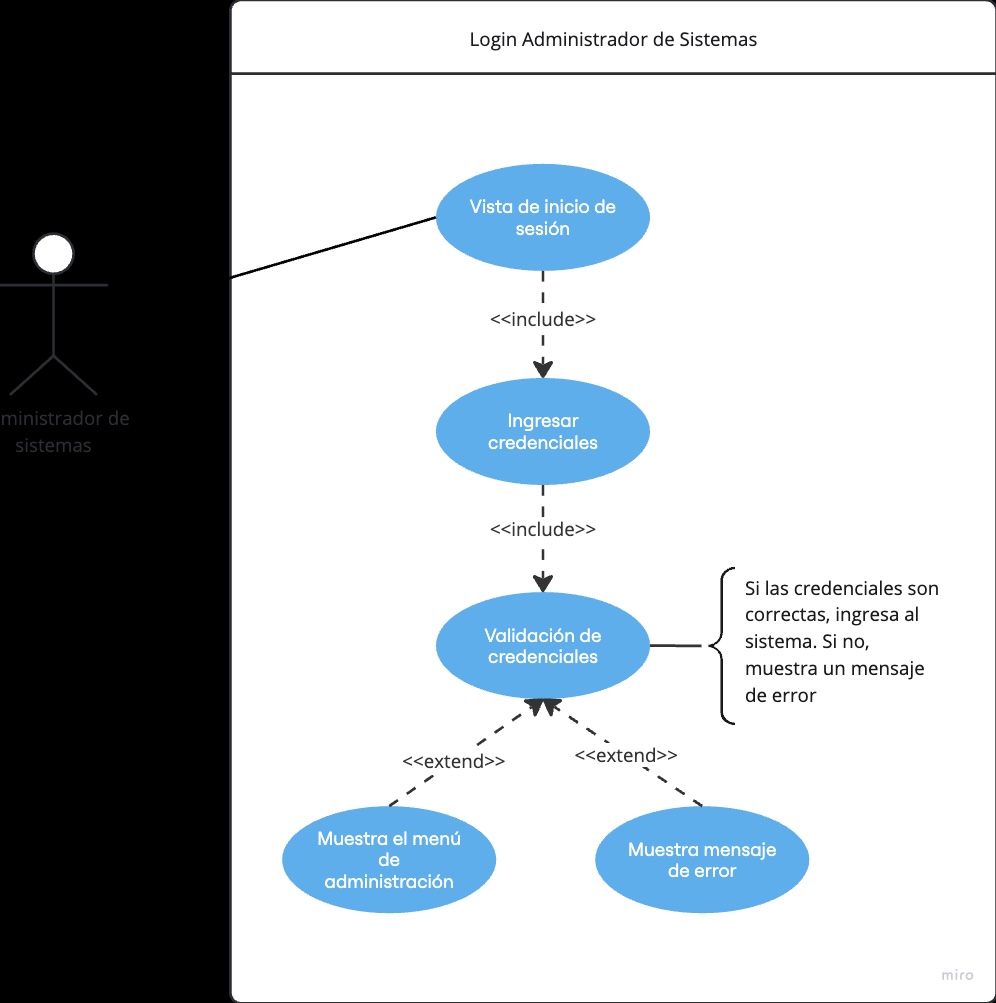 Login Administrador de Sistemas
Vista de inicio de
sesión
<<include>>
ministrador de
sistemas
Ingresar
credenciales
<<include>>
Validación de
credenciales
Si las credenciales son
correctas, ingresa al
sistema. Si no,
muestra un mensaje
de error
<<extend>>
<<extend>>
Muestra el menú
de
administración
Muestra mensaje
de error
miro